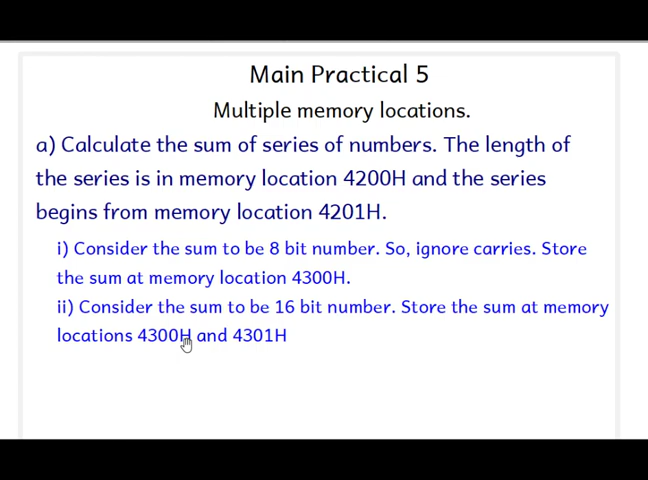 Main Practical 5
Multiple memory locations.
a) Calculate the sum of series of numbers. The length of
the series is in memory location 4200H and the series
begins from memory location 4201H.
i) Consider the sum to be 8 bit number. So, ignore carries. Store
the sum at memory location 4300H.
ii) Consider the sum to be 16 bit number. Store the sum at memory
locations 4300H and 4301H